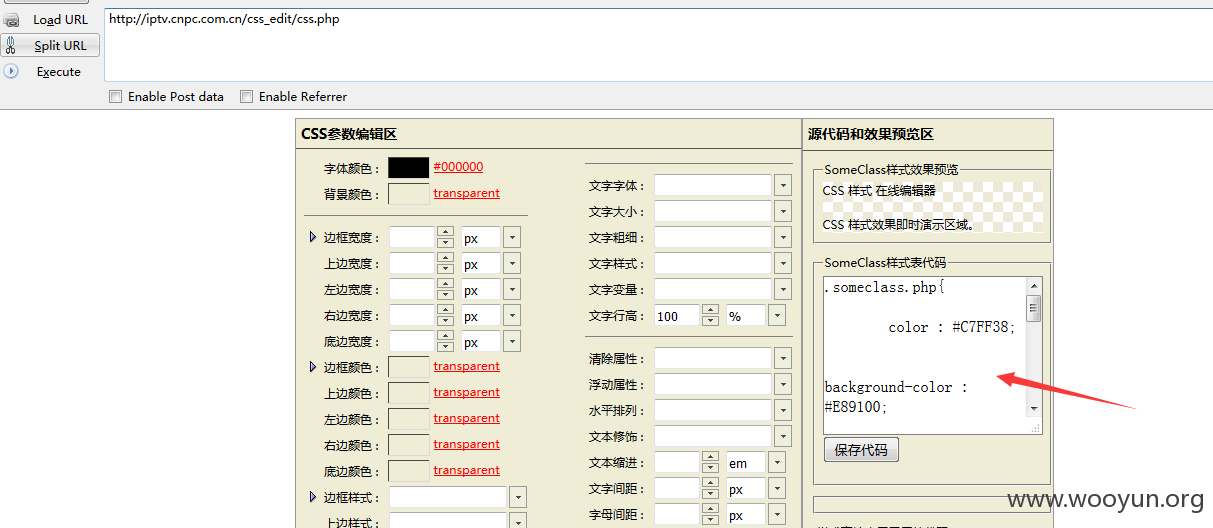 Load URL
http://iptv.cnpc.com.cn/css_edit/css.php
Split URL
Execute
Enable Post data
Enable Referrer
CSS参数编辑区
源代码和效果预览区
字体颜色：
#000000
背景颜色：
transparent
边框宽度：
px
上边宽度：
px
左边宽度：
px
右边宽度：
px
底边宽度：
px
边框颜色：
transparent
上边颜色：
transparent
左边颜色：
transparent
右边颜色：
transparent
底边颜色：
transparent
边框样式：
上边样式：
文字字体：
文字大小：
文字粗细：
文字样式：
文字变量：
文字行高：
100
%
清除属性：
浮动属性：
水平排列：
文本修饰：
文本缩进：
em
文字间距：
px
字母间距：
px
SomeClass样式效果预览
CSS 样式 在线编辑器
CSS 样式效果即时演示区域。
SomeClass样式表代码
.someclass.php{
color : #C7FF38;
background-color :
#E89100;
保存代码
www.wooyun.org